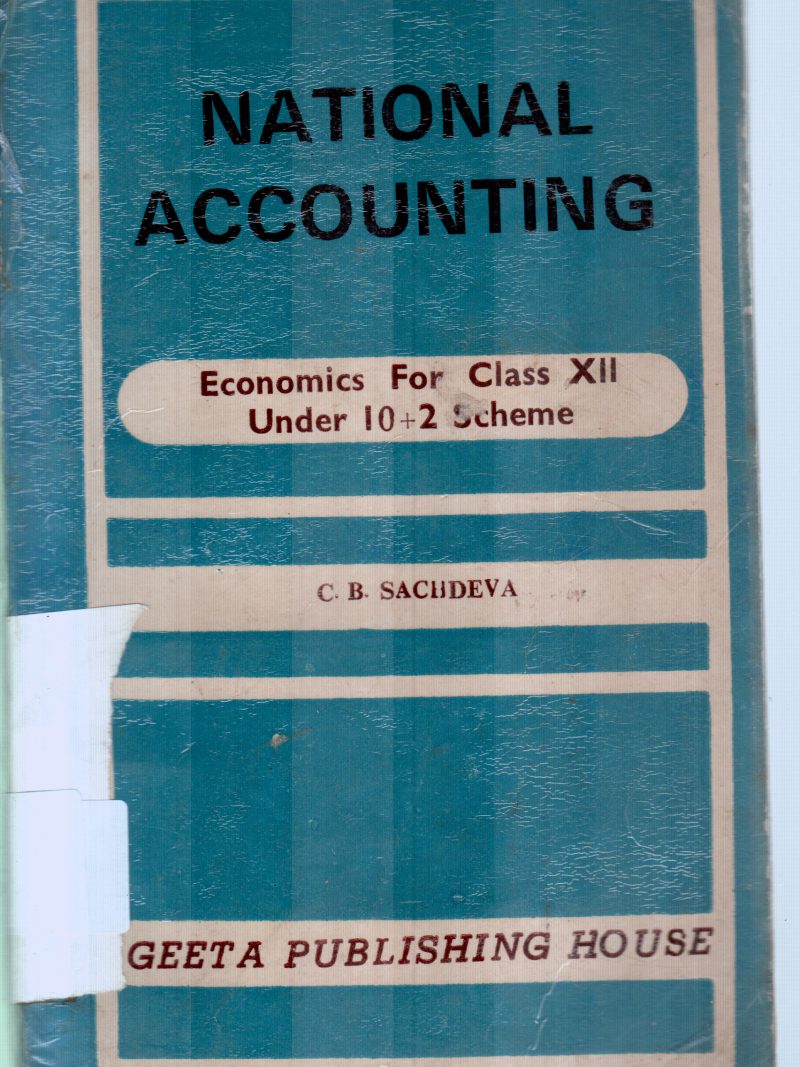 NATIONAL
ACCOUNTING
Economics For Class XII
Under 10+2 Scheme
C. B. SACHDEVA
GEETA PUBLISHING HOUSE